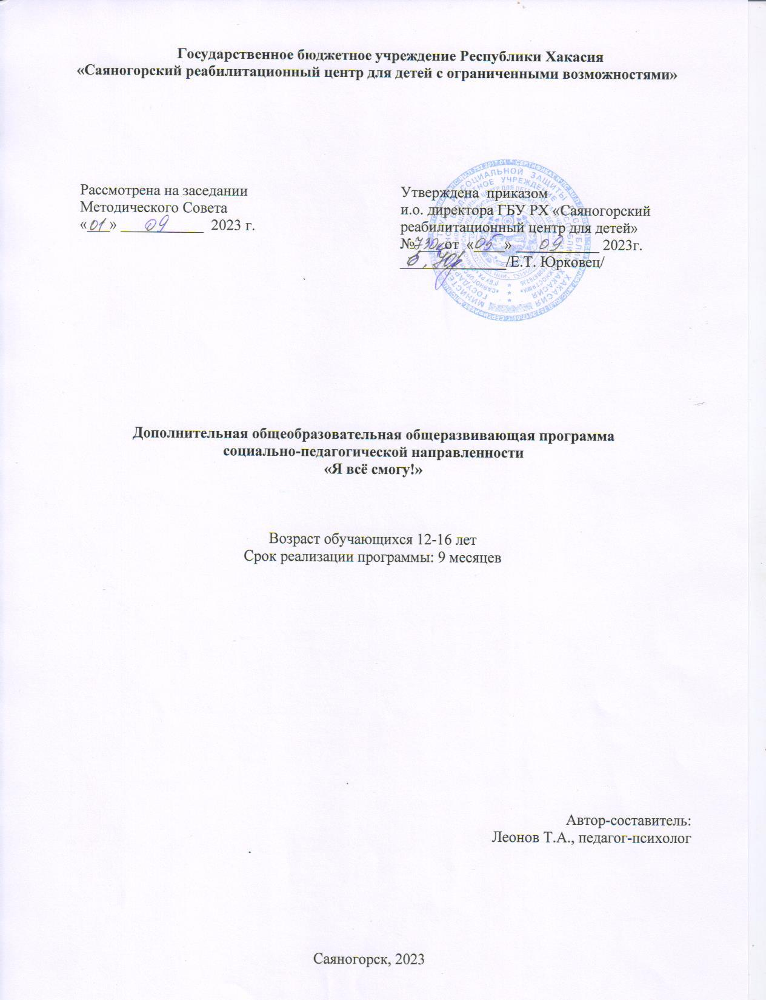 Государственное бюджетное учреждение Республики Хакасия
«Саяногорский реабилитационный центр для детей с ограниченными возможностями»
Рассмотрена на заседании
Методического Совета
«01» 09 2023 г.
Утверждена приказом
и.о. директора ГБУ РХ «Саяногорский
реабилитационный центр для детей»
№ от «05» 09 2023г.
/Е.Т. Юрковец/
Дополнительная общеобразовательная общеразвивающая программа
социально-педагогической направленности
«Я всё смогу!»
Возраст обучающихся 12-16 лет
Срок реализации программы: 9 месяцев
Автор-составитель:
Леонов Т.А., педагог-психолог
Саяногорск, 2023